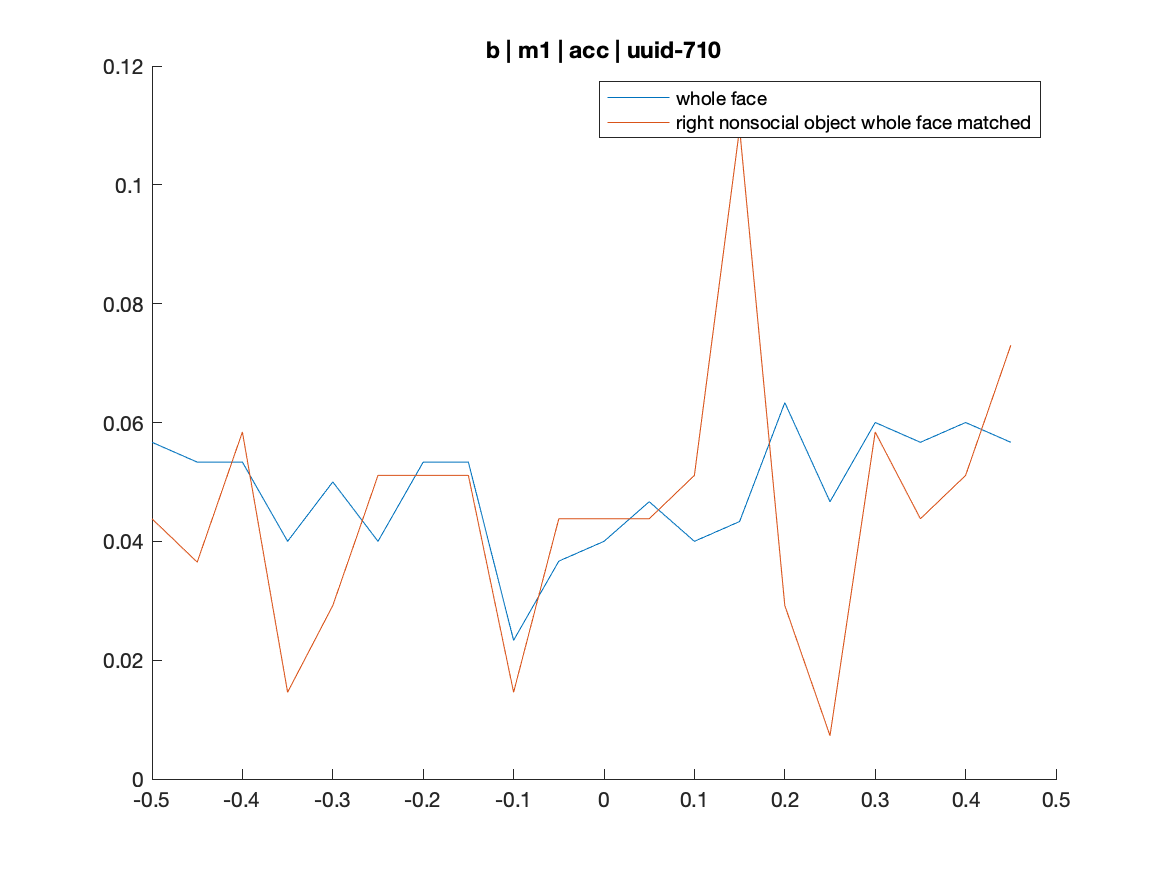 b | m1 | acc | uuid-710
whole face
right nonsocial object whole face matched
0.12
0.1
0.08
0.06
0.04
0.02
0
-0.5 -0.4 -0.3 -0.2 -0.1 0 0.1 0.2 0.3 0.4 0.5